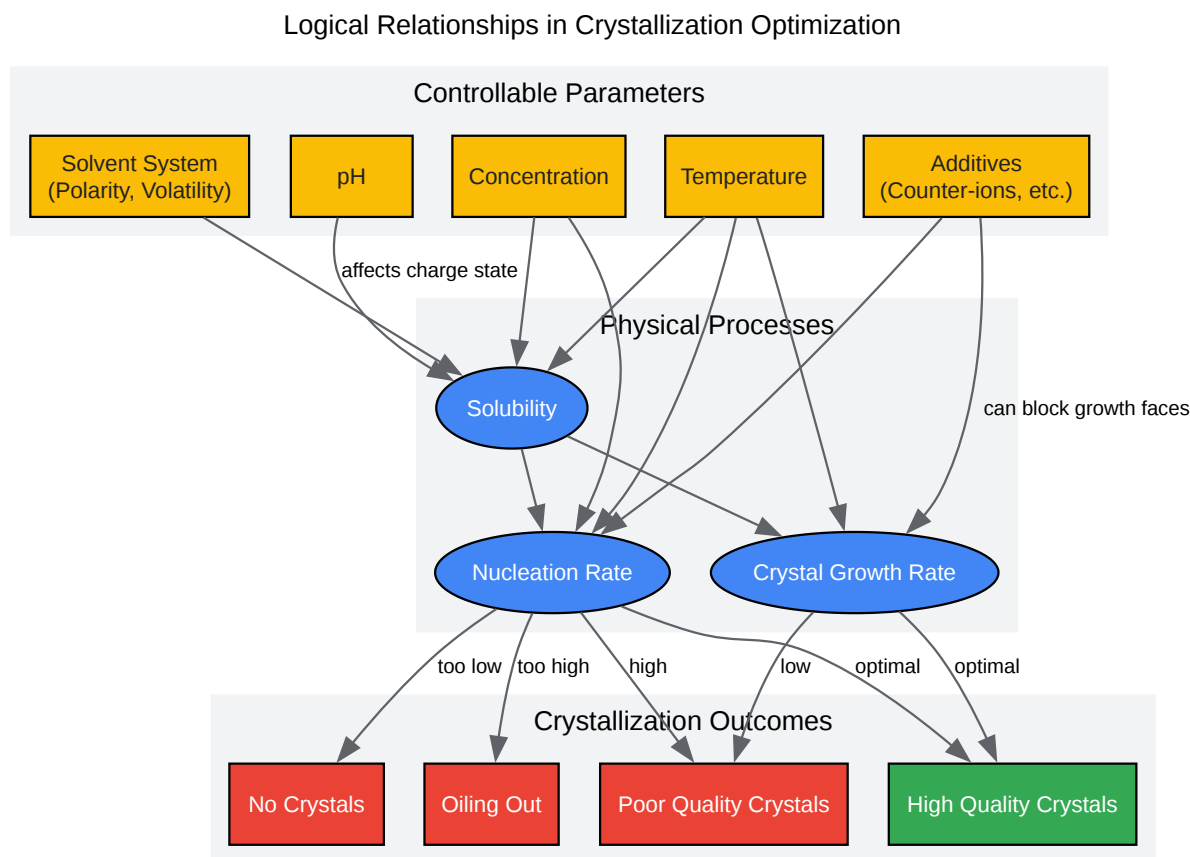 Logical Relationships in Crystallization Optimization
Controllable Parameters
Solvent System
(Polarity, Volatility)
pH
Concentration
Temperature
Additives
(Counter-ions, etc.)
affects charge state
Physical Processes
Solubility
can block growth faces
Nucleation Rate
Crystal Growth Rate
too low
too high
high
low
optimal
optimal
Crystallization Outcomes
No Crystals
Oiling Out
Poor Quality Crystals
High Quality Crystals